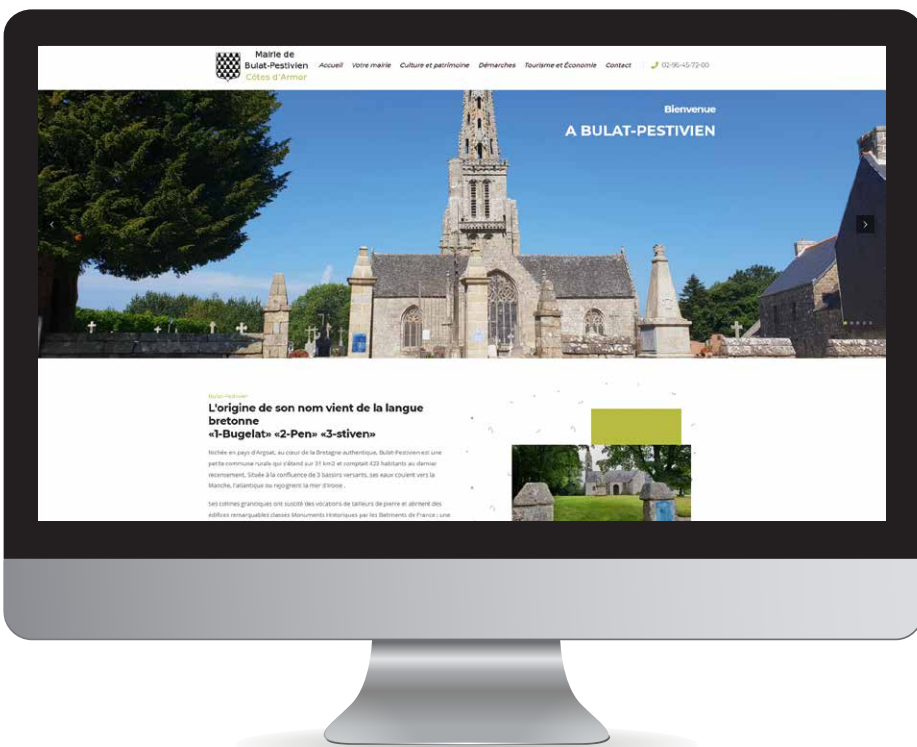 Mairie de
Bulat-Pestivien
Côtes d'Armor
Accueil Votre mairie Culture et patrimoine Démarches Tourisme et Économie Contact 02-96-45-72-00
Bienvenue
A BULAT-PESTIVIEN
Bulat-Pestivien
L'origine de son nom vient de la langue
bretonne
«1-Bugelat» «2-Pen» «3-stiven»
Nichée en pays d'Argoat, au cœur de la Bretagne authentique, Bulat-Pestivien est une
petite commune rurale qui s'étend sur 31 km2 et comptait 423 habitants au dernier
recensement. Située à la confluence de 3 bassins versants, ses eaux coulent vers la
Manche, l'atlantique ou rejoignent la mer d'Iroise .
Ses collines granitiques ont suscité des vocations de tailleurs de pierre et abritent des
édifices remarquables classés Monuments Historiques par les Batiments de France ; une